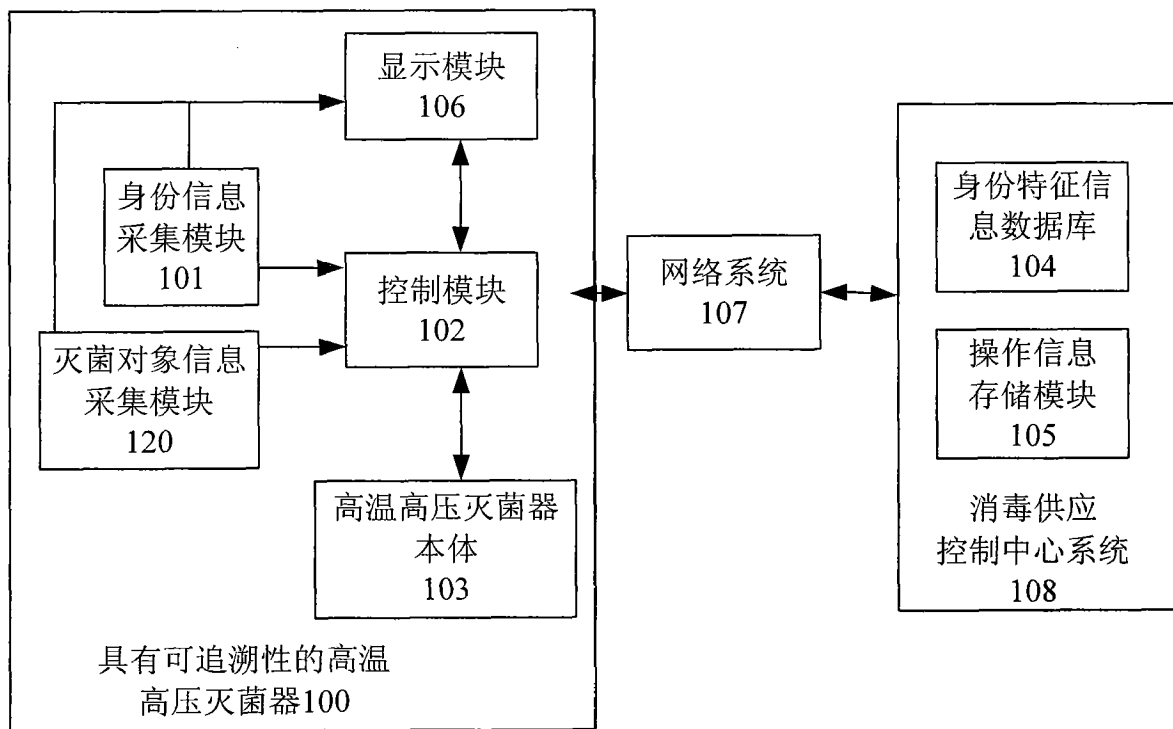 显示模块
106
身份信息
采集模块
101
控制模块
102
灭菌对象信息
采集模块
120
高温高压灭菌器
本体
103
具有可追溯性的高温
高压灭菌器100
网络系统
107
身份特征信
息数据库
104
操作信息
存储模块
105
消毒供应
控制中心系统
108